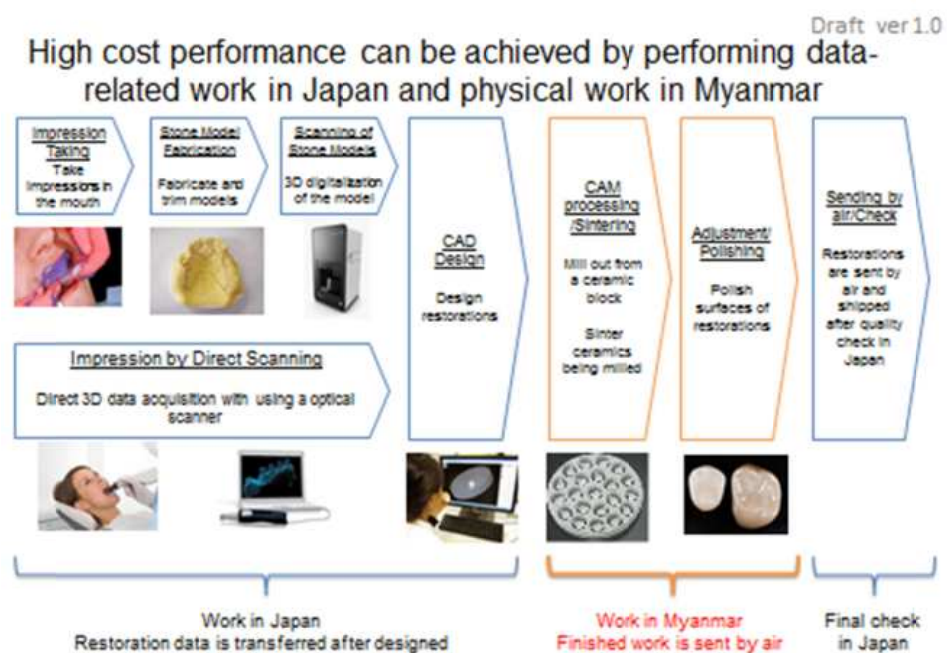 Draft ver 1.0
High cost performance can be achieved by performing data-
related work in Japan and physical work in Myanmar
Impression
Taking
Take
impressions in
the mouth
Stone Model
Fabrication
Fabricate and
trim models
Scanning of
Stone Models
3D digitalization
of the model
CAD
Design
Design
restorations
CAM
processing
/Sintering
Mill out from
a ceramic
block
Sinter
ceramics
being milled
Adjustment/
Polishing
Polish
surfaces of
restorations
Sending by
air/Check
Restorations
are sent by
air and
shipped
after quality
check in
Japan
Impression by Direct Scanning
Direct 3D data acquisition with using a optical
scanner
Work in Japan
Restoration data is transferred after designed
Work in Myanmar
Finished work is sent by air
Final check
in Japan